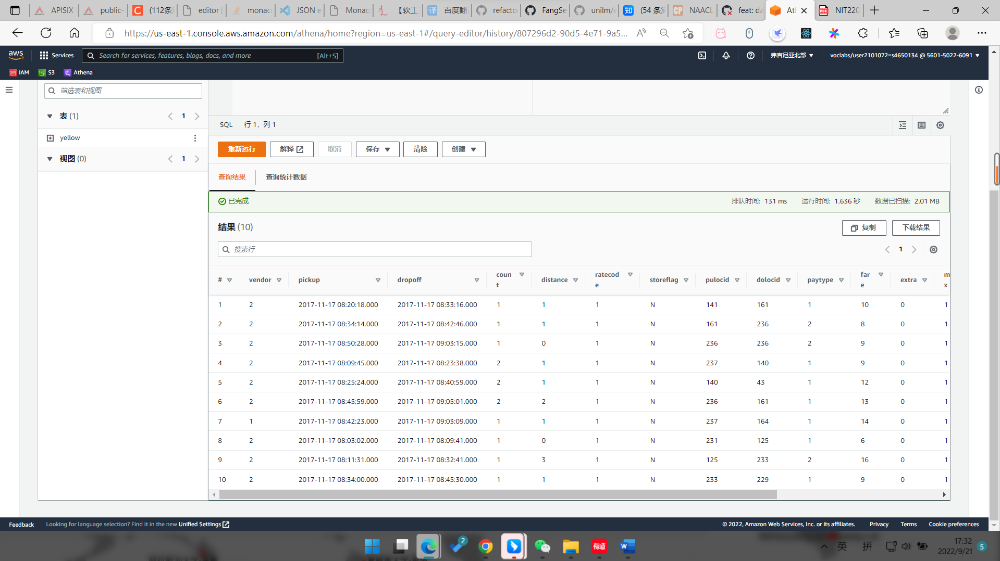 APISIX
public-
(112条
editor
monac
JSON e
Monac
【软工
百度翻
refacto
FangSe
unilm/
(54 条
NAACL
feat: da
At
NIT220
https://us-east-1.console.aws.amazon.com/athena/home?region=us-east-1#/query-editor/history/807296d2-90d5-4e71-9a5...
aws
Services
Search for services, features, blogs, docs, and more
[Alt+S]
弗吉尼亚北部
voclabs/user2101072=s4650134 @ 5601-5022-6091
IAM
S3
Athena
筛选表和视图
表 (1)
1
yellow
视图 (0)
1
SQL 行 1, 列 1
重新运行
解释
取消
保存
清除
创建
查询结果
查询统计数据
已完成
排队时间: 131 ms
运行时间: 1.636 秒
数据已扫描: 2.01 MB
结果 (10)
复制
下载结果
搜索行
1
# vendor pickup dropoff count distance ratecode storeflag pulocid dolocid paytype fare extra m x
1 2 2017-11-17 08:20:18.000 2017-11-17 08:33:16.000 1 1 1 N 141 161 1 10 0 1
2 2 2017-11-17 08:34:14.000 2017-11-17 08:42:46.000 1 1 1 N 161 236 2 8 0 1
3 2 2017-11-17 08:50:28.000 2017-11-17 09:03:15.000 1 0 1 N 236 236 2 9 0 1
4 2 2017-11-17 08:09:45.000 2017-11-17 08:23:38.000 2 1 1 N 237 140 1 9 0 1
5 2 2017-11-17 08:25:24.000 2017-11-17 08:40:59.000 2 1 1 N 140 43 1 12 0 1
6 2 2017-11-17 08:45:59.000 2017-11-17 09:05:01.000 2 2 1 N 236 161 1 13 0 1
7 1 2017-11-17 08:42:23.000 2017-11-17 09:03:09.000 1 1 1 N 237 164 1 14 0 1
8 2 2017-11-17 08:03:02.000 2017-11-17 08:09:41.000 1 0 1 N 231 125 1 6 0 1
9 2 2017-11-17 08:11:31.000 2017-11-17 08:32:41.000 1 3 1 N 125 233 2 16 0 1
10 2 2017-11-17 08:34:00.000 2017-11-17 08:45:30.000 1 1 1 N 233 229 1 9 0 1
Feedback
Looking for language selection? Find it in the new Unified Settings
© 2022, Amazon Web Services, Inc. or its affiliates.
Privacy
Terms
Cookie preferences
2
有道
英
拼
17:32
2022/9/21
5